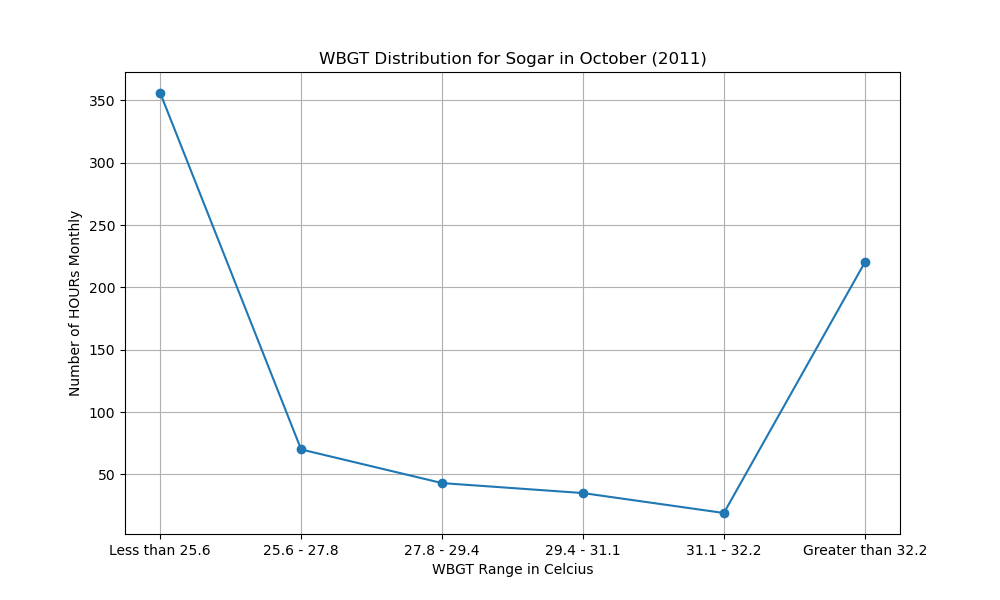 WBGT Distribution for Sogar in October (2011)
Number of HOURs Monthly
350
300
250
200
150
100
50
Less than 25.6
25.6 - 27.8
27.8 - 29.4
29.4 - 31.1
31.1 - 32.2
Greater than 32.2
WBGT Range in Celcius